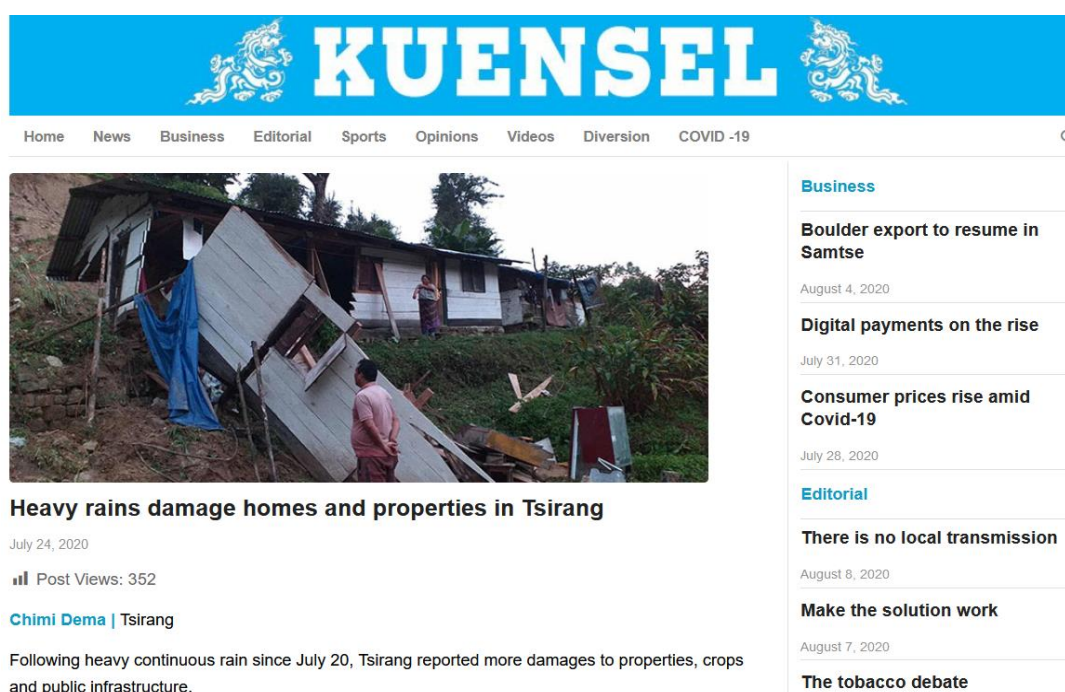 KUENSEL
Home News Business Editorial Sports Opinions Videos Diversion COVID -19
Heavy rains damage homes and properties in Tsirang
July 24, 2020
Post Views: 352
Chimi Dema | Tsirang
Following heavy continuous rain since July 20, Tsirang reported more damages to properties, crops
and public infrastructure.
Business
Boulder export to resume in
Samtse
August 4, 2020
Digital payments on the rise
July 31, 2020
Consumer prices rise amid
Covid-19
July 28, 2020
Editorial
There is no local transmission
August 8, 2020
Make the solution work
August 7, 2020
The tobacco debate